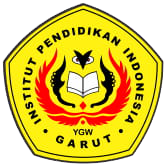 INSTITUT PENDIDIKAN INDONESIA
YGW
• GARUT •